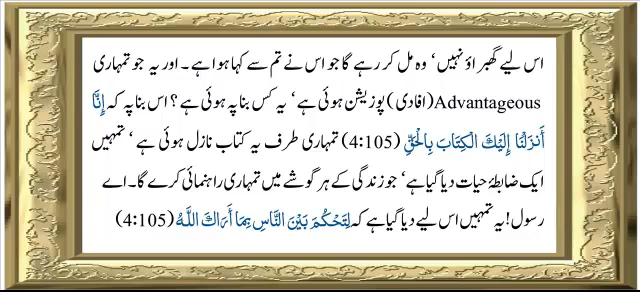 اس لیے گھبراؤ نہیں‘ وہ مل کر رہے گا جو اس نے تم سے کہا ہوا ہے۔ اور یہ جو تمہاری
Advantageous (افادی) پوزیشن ہوئی ہے‘ یہ کس بنا پہ ہوئی ہے؟ اس بنا پہ کہ إِنَّا
أَنزَلْنَا إِلَيْكَ الْكِتَابَ بِالْحَقِّ (4:105) تمہاری طرف یہ کتاب نازل ہوئی ہے‘ تمہیں
ایک ضابطۂ حیات دیا گیا ہے‘ جو زندگی کے ہر گوشے میں تمہاری راہنمائی کرے گا۔ اے
رسول! یہ تمہیں اس لیے دیا گیا ہے کہ لِتَحْكُمَ بَيْنَ النَّاسِ بِمَا أَرَاكَ اللَّهُ (4:105)